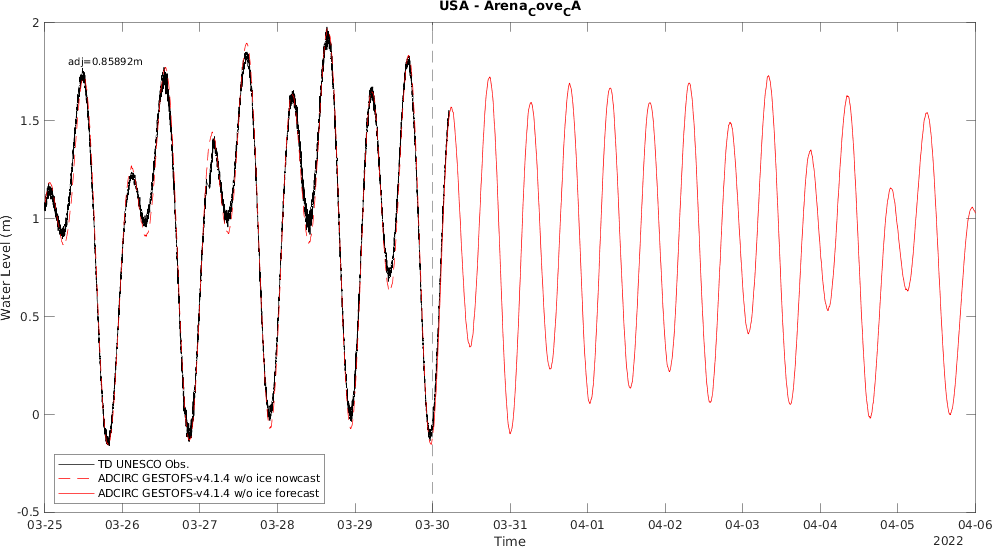 USA - Arena_Cove_CA
2
adj=0.85892m
1.5
1
0.5
0
-0.5
Water Level (m)
TD UNESCO Obs.
ADCIRC GESTOFS-v4.1.4 w/o ice nowcast
ADCIRC GESTOFS-v4.1.4 w/o ice forecast
03-25 03-26 03-27 03-28 03-29 03-30 03-31 04-01 04-02 04-03 04-04 04-05 04-06
Time
2022